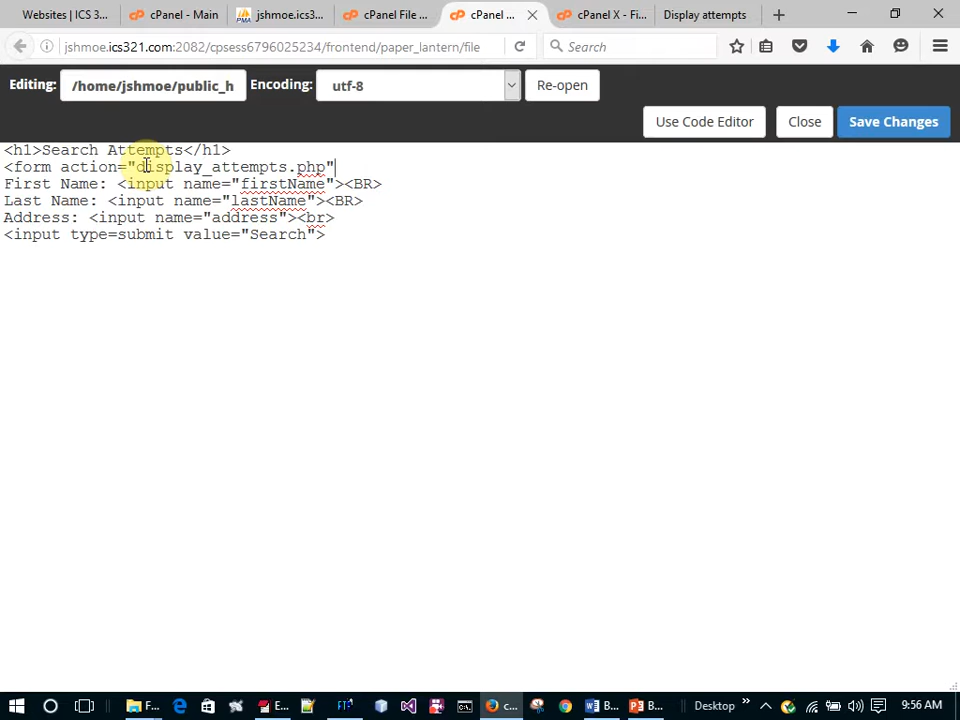 Websites | ICS 3...
cPanel - Main
jshmoe.ics3...
cPanel File ...
cPanel ...
cPanel X - Fi...
Display attempts
jshmoe.ics321.com:2082/cpsess6796025234/frontend/paper_lantern/file
Search
Editing: /home/jshmoe/public_h Encoding: utf-8 Re-open
Use Code Editor Close Save Changes
<h1>Search Attempts</h1>
<form action="display_attempts.php"
First Name: <input name="firstName"><BR>
Last Name: <input name="lastName"><BR>
Address: <input name="address"><br>
<input type=submit value="Search">
F...
E...
c...
B...
B...
Desktop
9:56 AM